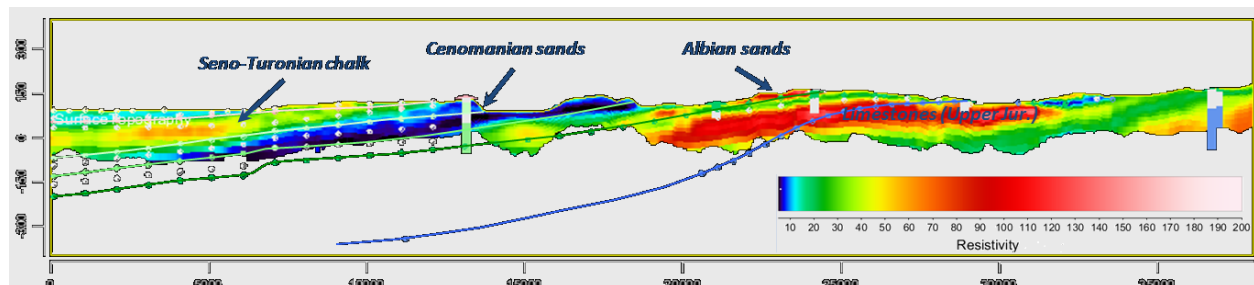 Cenomanian sands
Albian sands
Seno-Turonian chalk
Surface Topography
Limestones (Upper Jur.)
10 20 30 40 50 60 70 80 90 100 110 120 130 140 150 160 170 180 190 200
Resistivity